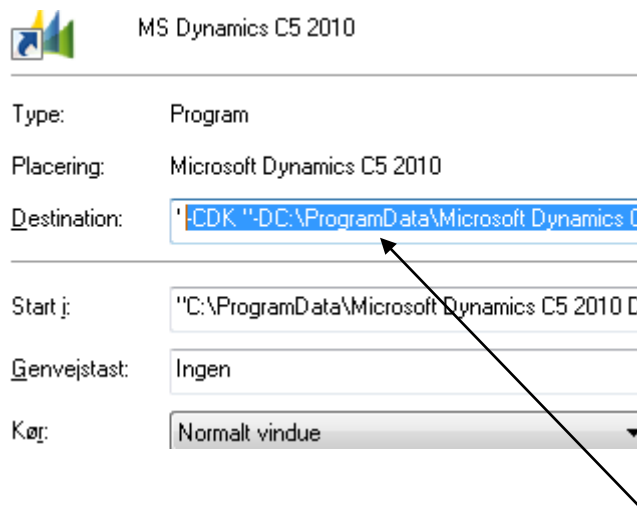 MS Dynamics C5 2010
Type: Program
Placering: Microsoft Dynamics C5 2010
Destination: " -CDK "-DC:\ProgramData\Microsoft Dynamics
Start i: "C:\ProgramData\Microsoft Dynamics C5 2010 D
Genvejstast: Ingen
Kør: Normalt vindue